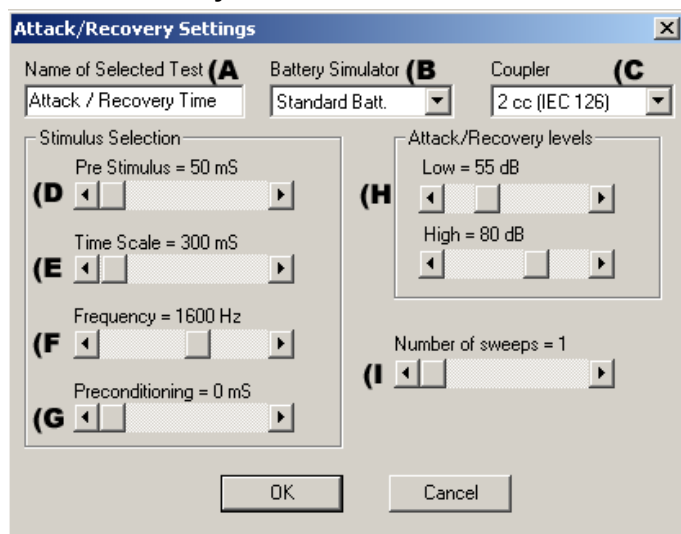 Attack/Recovery Settings
Name of Selected Test (A
Battery Simulator (B
Coupler (C
Attack / Recovery Time
Standard Batt.
2 cc (IEC 126)
Stimulus Selection
Pre Stimulus = 50 mS
(D
Time Scale = 300 mS
(E
Frequency = 1600 Hz
(F
Preconditioning = 0 mS
(G
Attack/Recovery levels
Low = 55 dB
(H
High = 80 dB
Number of sweeps = 1
(I
OK
Cancel